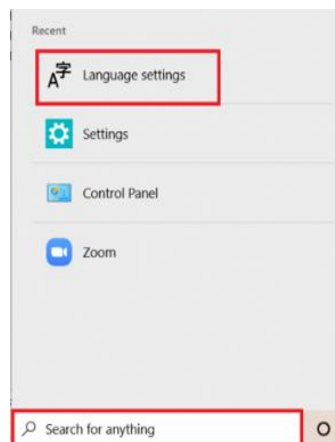 Recent
Language settings
Settings
Control Panel
Zoom
Search for anything